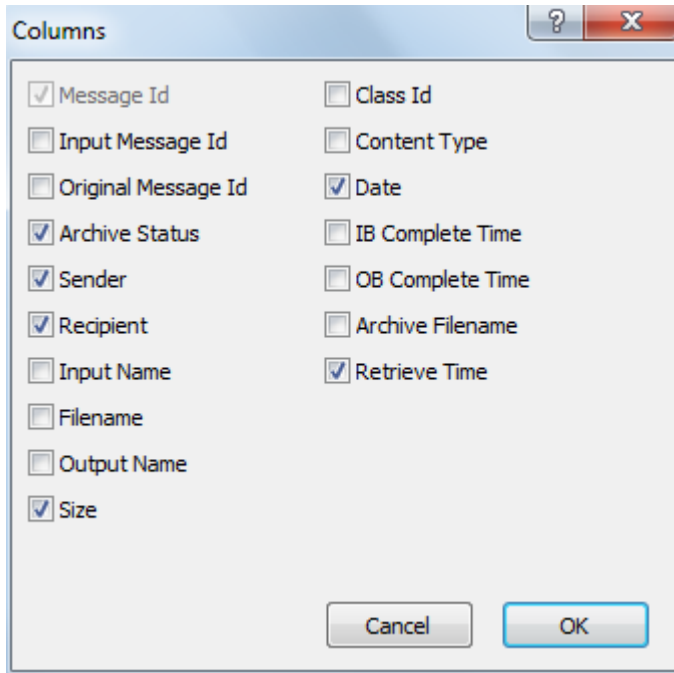 Columns
?
Message Id
Input Message Id
Original Message Id
Archive Status
Sender
Recipient
Input Name
Filename
Output Name
Size
Class Id
Content Type
Date
IB Complete Time
OB Complete Time
Archive Filename
Retrieve Time
Cancel
OK